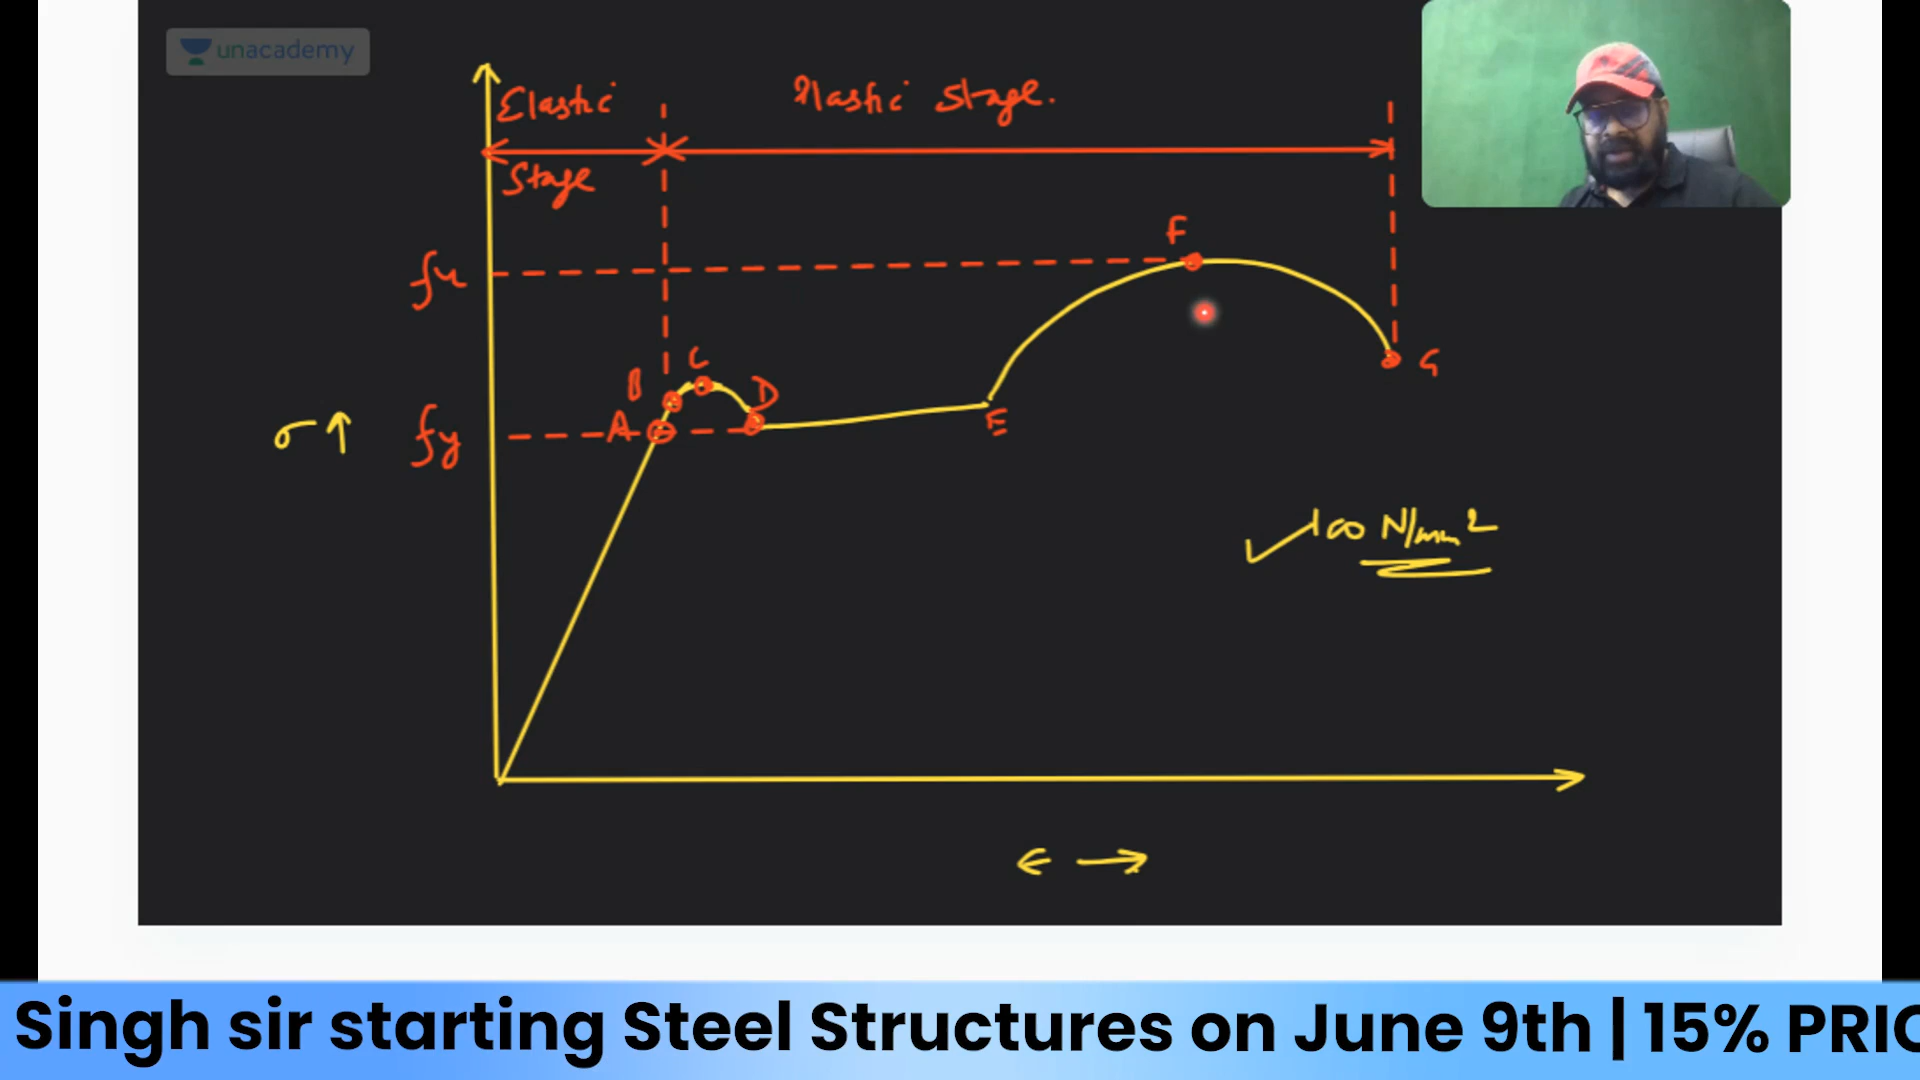 unacademy
Elastic
Stage
Plastic Stage.
F
fu
G
C
B
D
A
E
σ↑ fy
100 N/mm²
ϵ →
Singh sir starting Steel Structures on June 9th | 15% PRIC